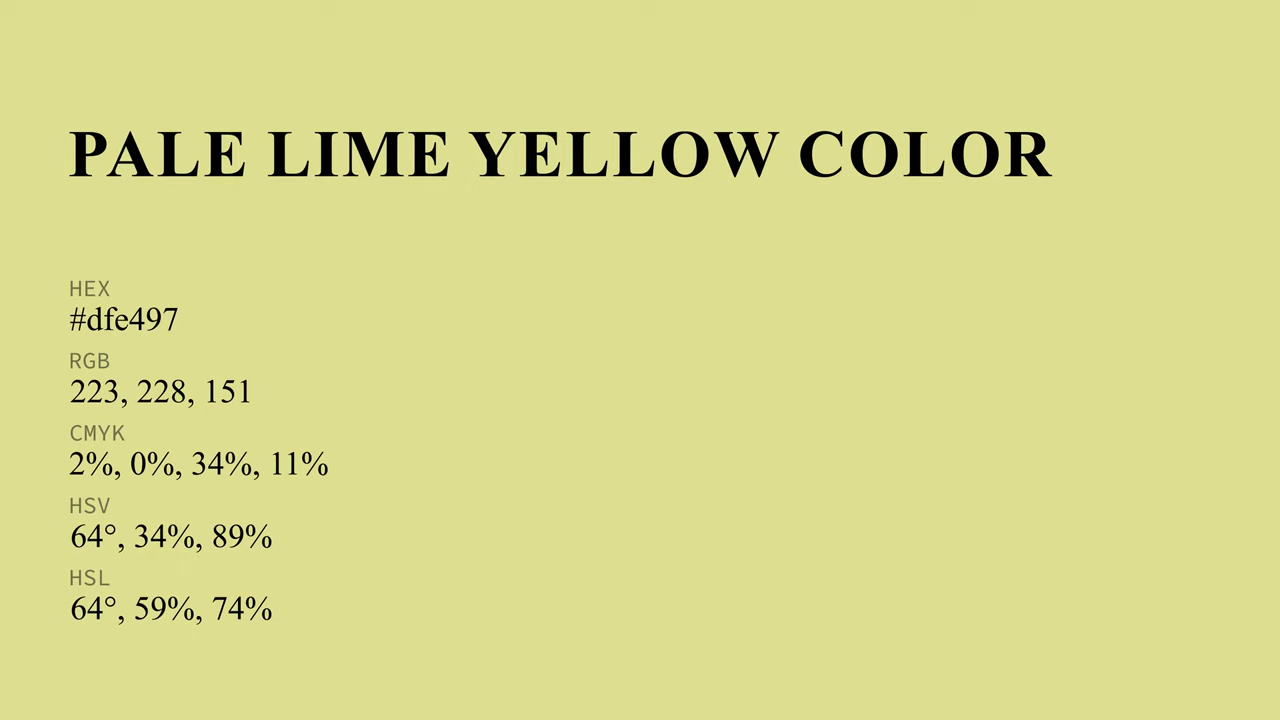 PALE LIME YELLOW COLOR
HEX
#dfe497
RGB
223, 228, 151
CMYK
2%, 0%, 34%, 11%
HSV
64°, 34%, 89%
HSL
64°, 59%, 74%